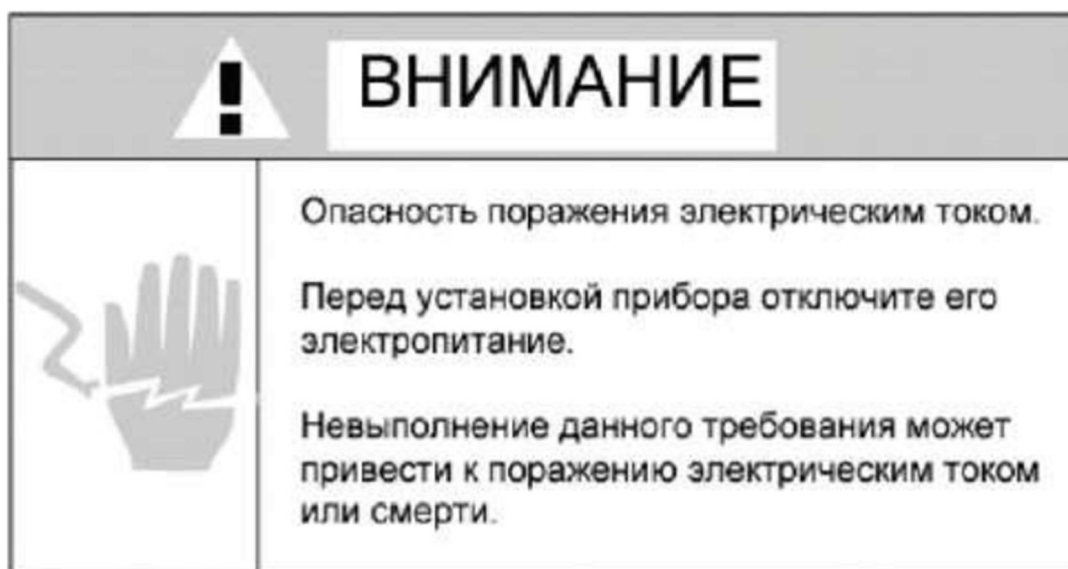 ВНИМАНИЕ
Опасность поражения электрическим током.
Перед установкой прибора отключите его
электропитание.
Невыполнение данного требования может
привести к поражению электрическим током
или смерти.